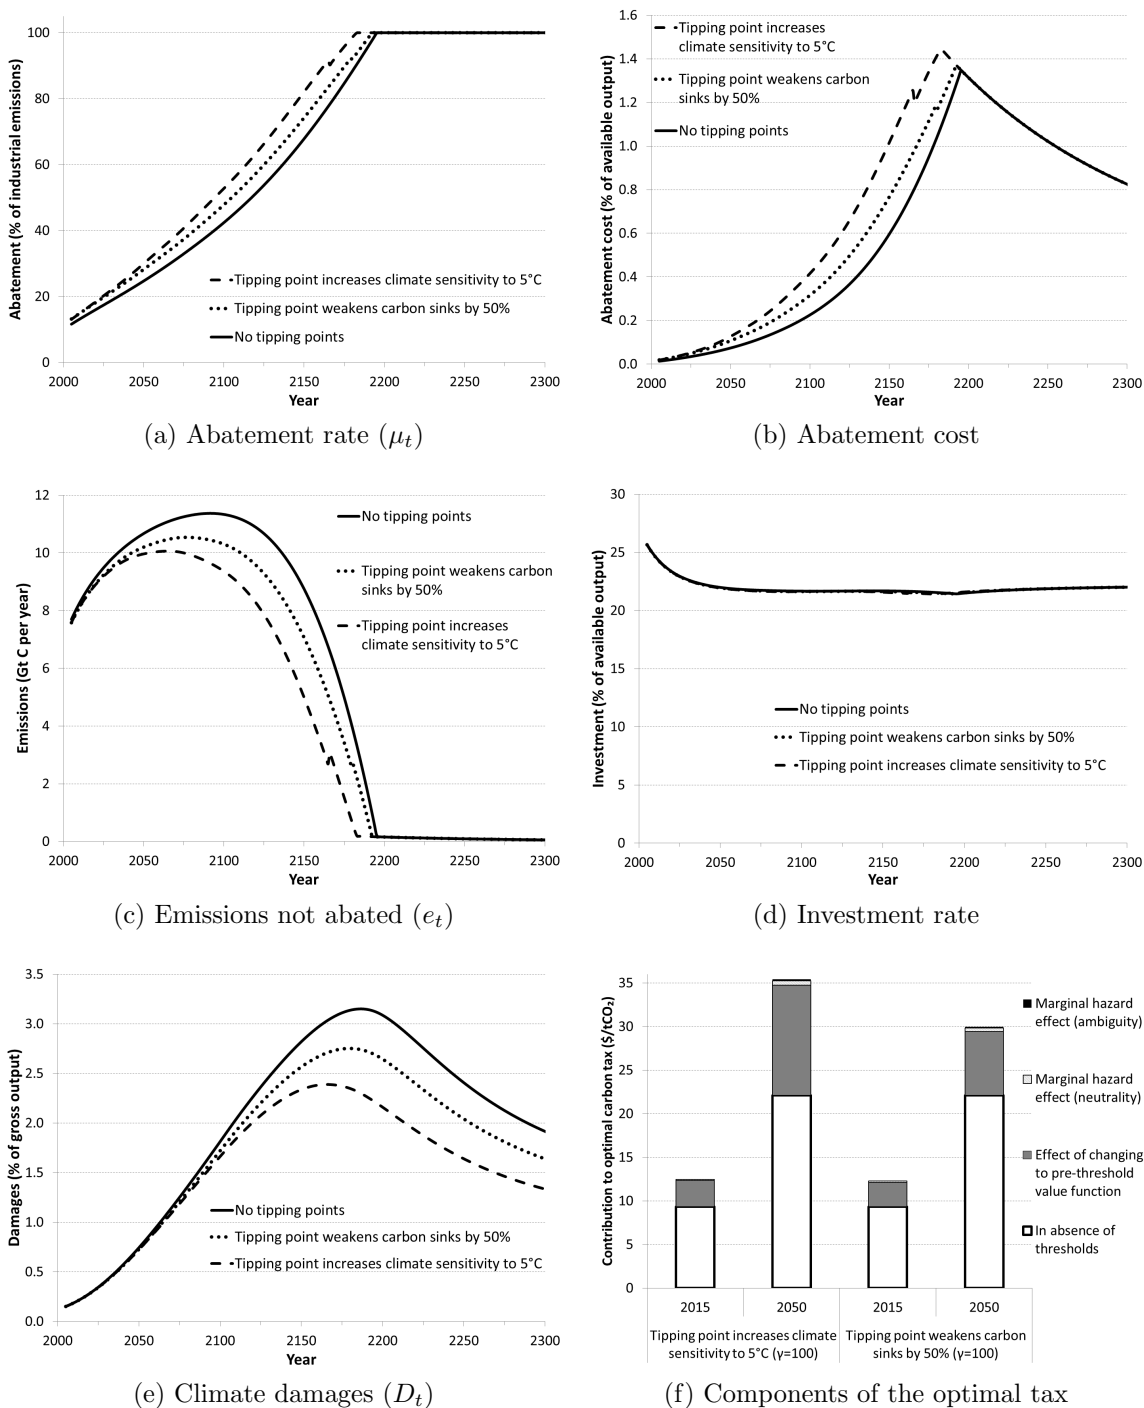 Abatement (% of industrial emissions)
100
80
60
40
20
0
Tipping point increases climate sensitivity to 5°C
Tipping point weakens carbon sinks by 50%
No tipping points
2000 2050 2100 2150 2200 2250 2300
Year
(a) Abatement rate (μt)
Abatement cost (% of available output)
1.6
1.4
1.2
1.0
0.8
0.6
0.4
0.2
0.0
Tipping point increases
climate sensitivity to 5°C
Tipping point weakens carbon
sinks by 50%
No tipping points
2000 2050 2100 2150 2200 2250 2300
Year
(b) Abatement cost
Emissions (Gt C per year)
12
10
8
6
4
2
0
No tipping points
Tipping point weakens carbon
sinks by 50%
Tipping point increases
climate sensitivity to 5°C
2000 2050 2100 2150 2200 2250 2300
Year
(c) Emissions not abated (et)
Investment (% of available output)
30
25
20
15
10
5
0
No tipping points
Tipping point weakens carbon sinks by 50%
Tipping point increases climate sensitivity to 5°C
2000 2050 2100 2150 2200 2250 2300
Year
(d) Investment rate
Damages (% of gross output)
3.5
3.0
2.5
2.0
1.5
1.0
0.5
0.0
No tipping points
Tipping point weakens carbon sinks by 50%
Tipping point increases climate sensitivity to 5°C
2000 2050 2100 2150 2200 2250 2300
Year
(e) Climate damages (Dt)
Contribution to optimal carbon tax ($/tCO₂)
35
30
25
20
15
10
5
0
Marginal hazard
effect (ambiguity)
Marginal hazard
effect (neutrality)
Effect of changing
to pre-threshold
value function
In absence of
thresholds
2015 2050 2015 2050
Tipping point increases climate
sensitivity to 5°C (γ=100)
Tipping point weakens carbon
sinks by 50% (γ=100)
(f) Components of the optimal tax